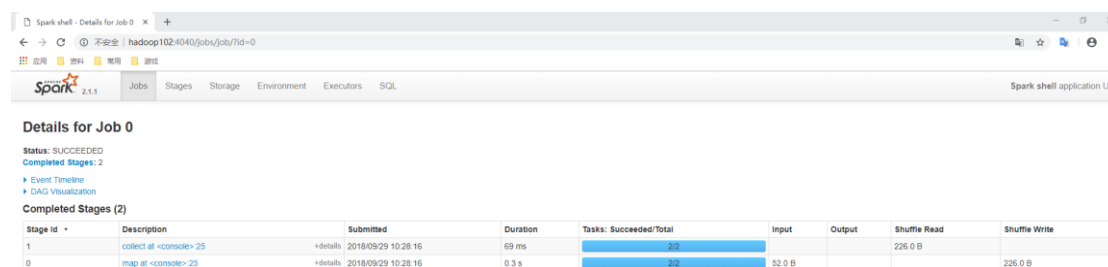 Spark shell - Details for Job 0
不安全 | hadoop102:4040/jobs/job/?id=0
应用 资料 常用 游戏
APACHE Spark 2.1.1 Jobs Stages Storage Environment Executors SQL Spark shell application U
Details for Job 0
Status: SUCCEEDED
Completed Stages: 2
Event Timeline
DAG Visualization
Completed Stages (2)
Stage Id Description Submitted Duration Tasks: Succeeded/Total Input Output Shuffle Read Shuffle Write
1 collect at <console>:25 +details 2018/09/29 10:28:16 69 ms 2/2 226.0 B
0 map at <console>:25 +details 2018/09/29 10:28:16 0.3 s 2/2 52.0 B 226.0 B